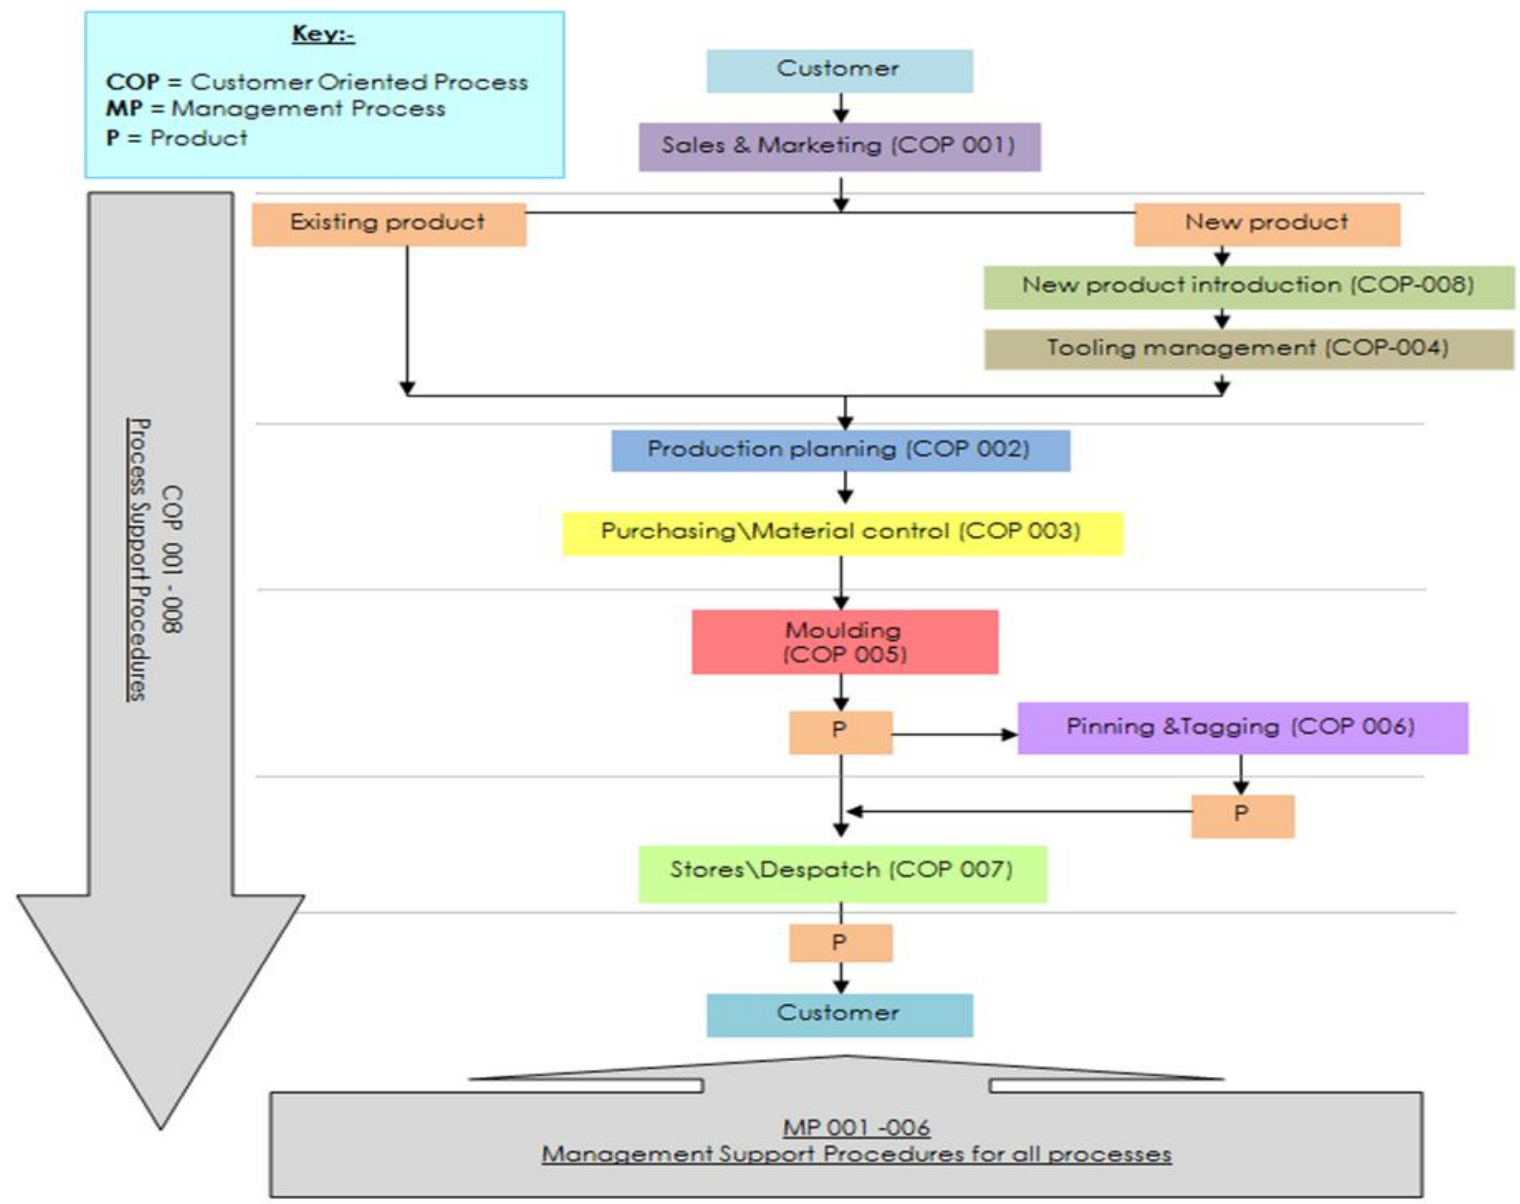 Key:-
COP = Customer Oriented Process
MP = Management Process
P = Product
Customer
Sales & Marketing (COP 001)
Existing product
New product
New product introduction (COP-008)
Tooling management (COP-004)
Production planning (COP 002)
Purchasing\Material control (COP 003)
Moulding
(COP 005)
P
Pinning &Tagging (COP 006)
P
Stores\Despatch (COP 007)
P
Customer
COP 001 - 008
Process Support Procedures
MP 001 -006
Management Support Procedures for all processes